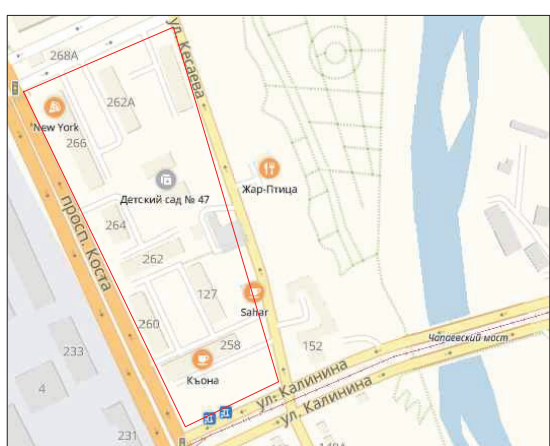 268А
ул. Кесаева
262А
'New York
266
Детский сад № 47
Жар-Птица
просп. Коста
264
262
127
Sahar
260
258
Къона
233
4
231
152
Чапаевский мост
ул. Калинина
ул. Калинина